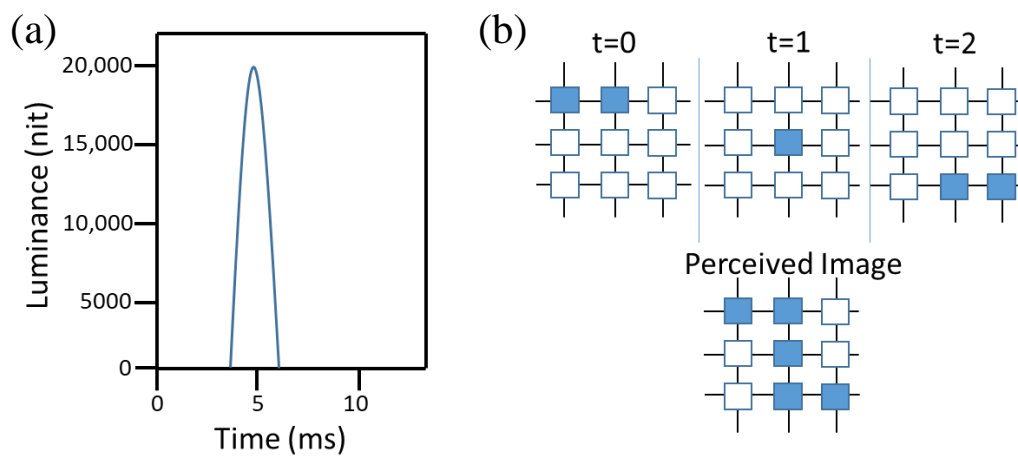 (a)
Luminance (nit)
20,000
15,000
10,000
5000
0
0 5 10
Time (ms)
(b)
t=0 t=1 t=2
Perceived Image